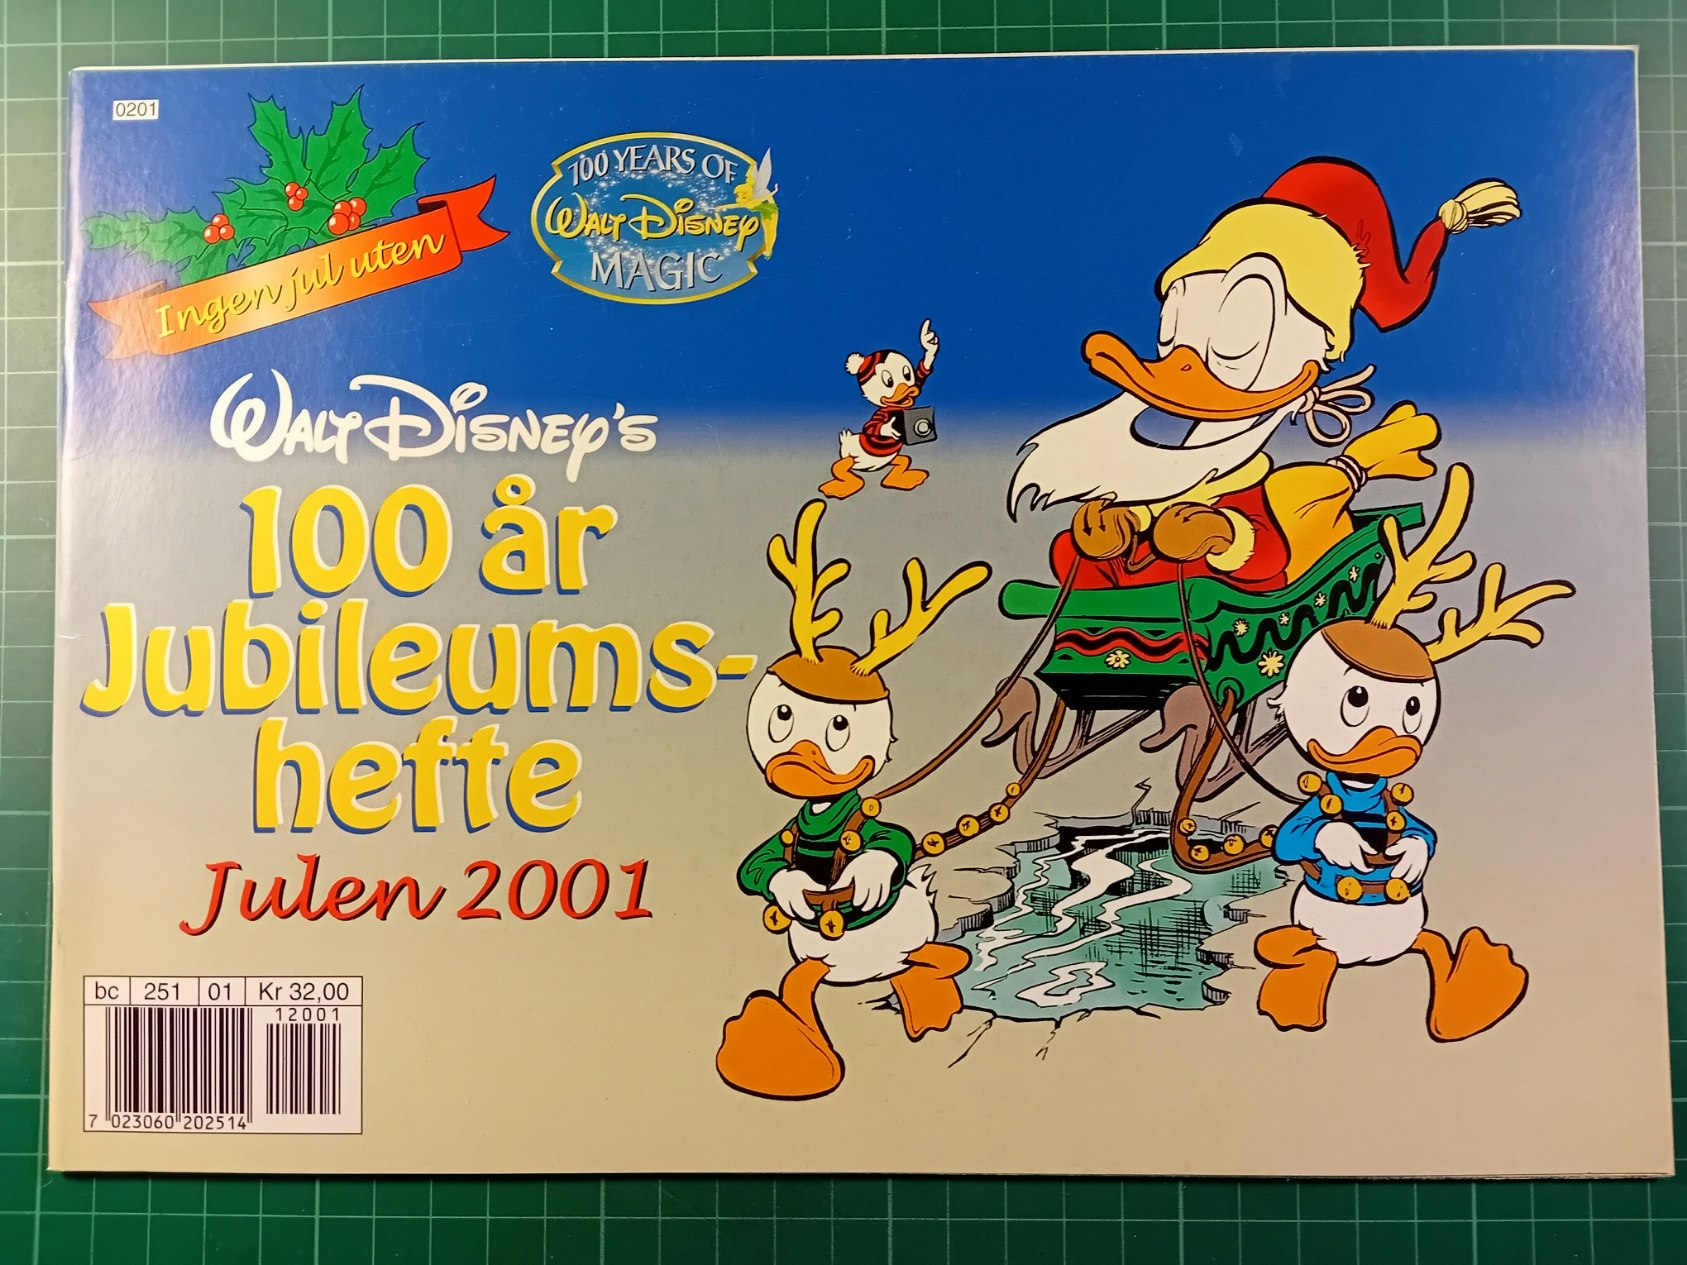 0201
Ingen jul uten
100 YEARS OF
WALT DISNEY
MAGIC
WALT DISNEY'S
100 år
Jubileums-
hefte
Julen 2001
bc 251 01 Kr 32,00
12001
7 023060 202514